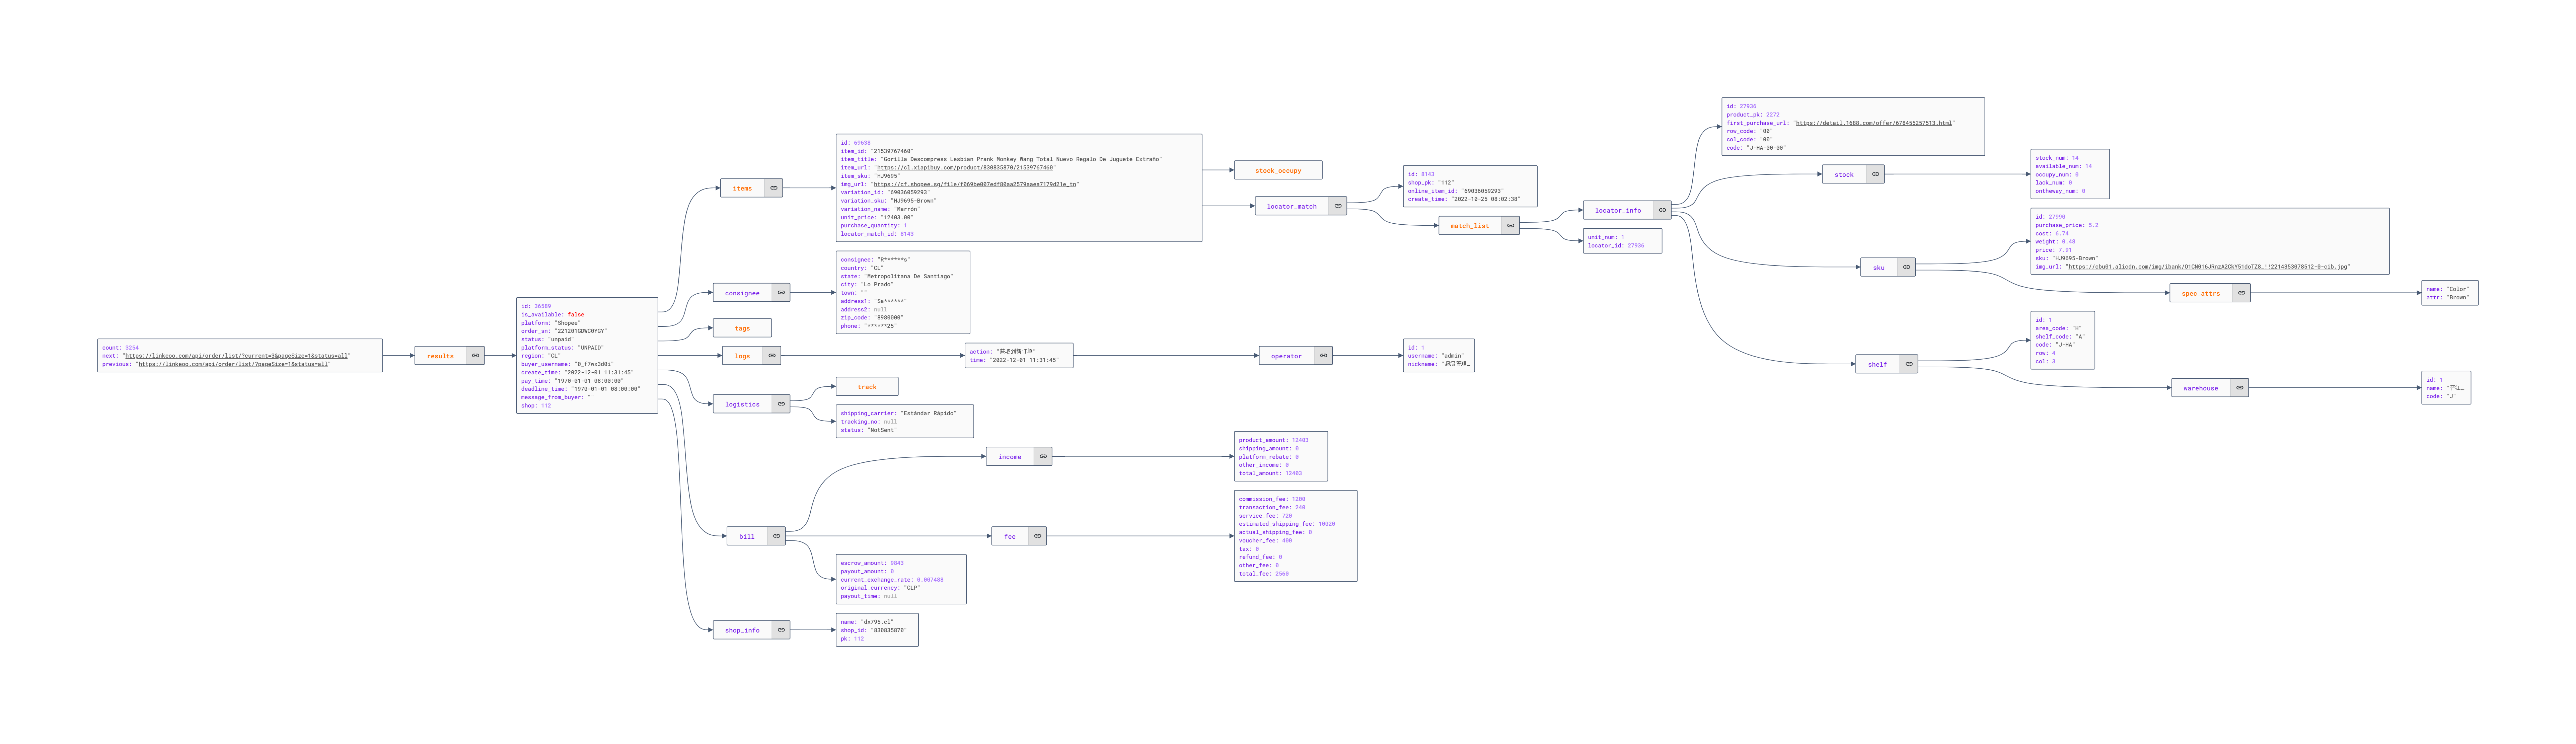 count: 3254
next: "https://linkeoo.com/api/order/list/?current=3&pageSize=1&status=all"
previous: "https://linkeoo.com/api/order/list/?pageSize=1&status=all"
results
id: 36589
is_available: false
platform: "Shopee"
order_sn: "221201GDWC0YGY"
status: "unpaid"
platform_status: "UNPAID"
region: "CL"
buyer_username: "0_f7wx3d0i"
create_time: "2022-12-01 11:31:45"
pay_time: "1970-01-01 08:00:00"
deadline_time: "1970-01-01 08:00:00"
message_from_buyer: ""
shop: 112
items
id: 69638
item_id: "21539767460"
item_title: "Gorilla Descompress Lesbian Prank Monkey Wang Total Nuevo Regalo De Juguete Extraño"
item_url: "https://cl.xiapibuy.com/product/830835870/21539767460"
item_sku: "HJ9695"
img_url: "https://cf.shopee.sg/file/f069be007edf80aa2579aaea7179d21e_tn"
variation_id: "69036059293"
variation_sku: "HJ9695-Brown"
variation_name: "Marrón"
unit_price: "12403.00"
purchase_quantity: 1
locator_match_id: 8143
stock_occupy
locator_match
id: 8143
shop_pk: "112"
online_item_id: "69036059293"
create_time: "2022-10-25 08:02:38"
match_list
locator_info
unit_num: 1
locator_id: 27936
id: 27936
product_pk: 2272
first_purchase_url: "https://detail.1688.com/offer/678455257513.html"
row_code: "00"
col_code: "00"
code: "J-HA-00-00"
stock
stock_num: 14
available_num: 14
occupy_num: 0
lack_num: 0
ontheway_num: 0
sku
id: 27990
purchase_price: 5.2
cost: 6.74
weight: 0.48
price: 7.91
sku: "HJ9695-Brown"
img_url: "https://cbu01.alicdn.com/img/ibank/O1CN016JRnzA2CkY51doTZ8_!!2214353078512-0-cib.jpg"
spec_attrs
name: "Color"
attr: "Brown"
shelf
id: 1
area_code: "H"
shelf_code: "A"
code: "J-HA"
row: 4
col: 3
warehouse
id: 1
name: "晋江…
code: "J"
consignee
consignee: "R******s"
country: "CL"
state: "Metropolitana De Santiago"
city: "Lo Prado"
town: ""
address1: "Sa******"
address2: null
zip_code: "8980000"
phone: "******25"
tags
logs
action: "获取到新订单"
time: "2022-12-01 11:31:45"
operator
id: 1
username: "admin"
nickname: "超级管理…
logistics
track
shipping_carrier: "Estándar Rápido"
tracking_no: null
status: "NotSent"
bill
income
product_amount: 12403
shipping_amount: 0
platform_rebate: 0
other_income: 0
total_amount: 12403
fee
commission_fee: 1200
transaction_fee: 240
service_fee: 720
estimated_shipping_fee: 10020
actual_shipping_fee: 0
voucher_fee: 400
tax: 0
refund_fee: 0
other_fee: 0
total_fee: 2560
escrow_amount: 9843
payout_amount: 0
current_exchange_rate: 0.007488
original_currency: "CLP"
payout_time: null
shop_info
name: "dx795.cl"
shop_id: "830835870"
pk: 112